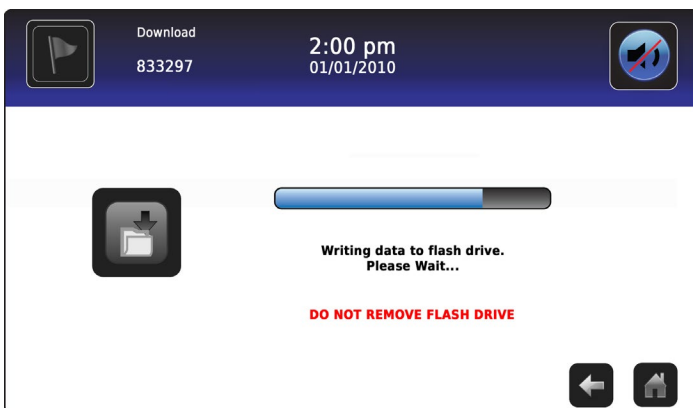 Download
833297
2:00 pm
01/01/2010
Writing data to flash drive.
Please Wait...
DO NOT REMOVE FLASH DRIVE